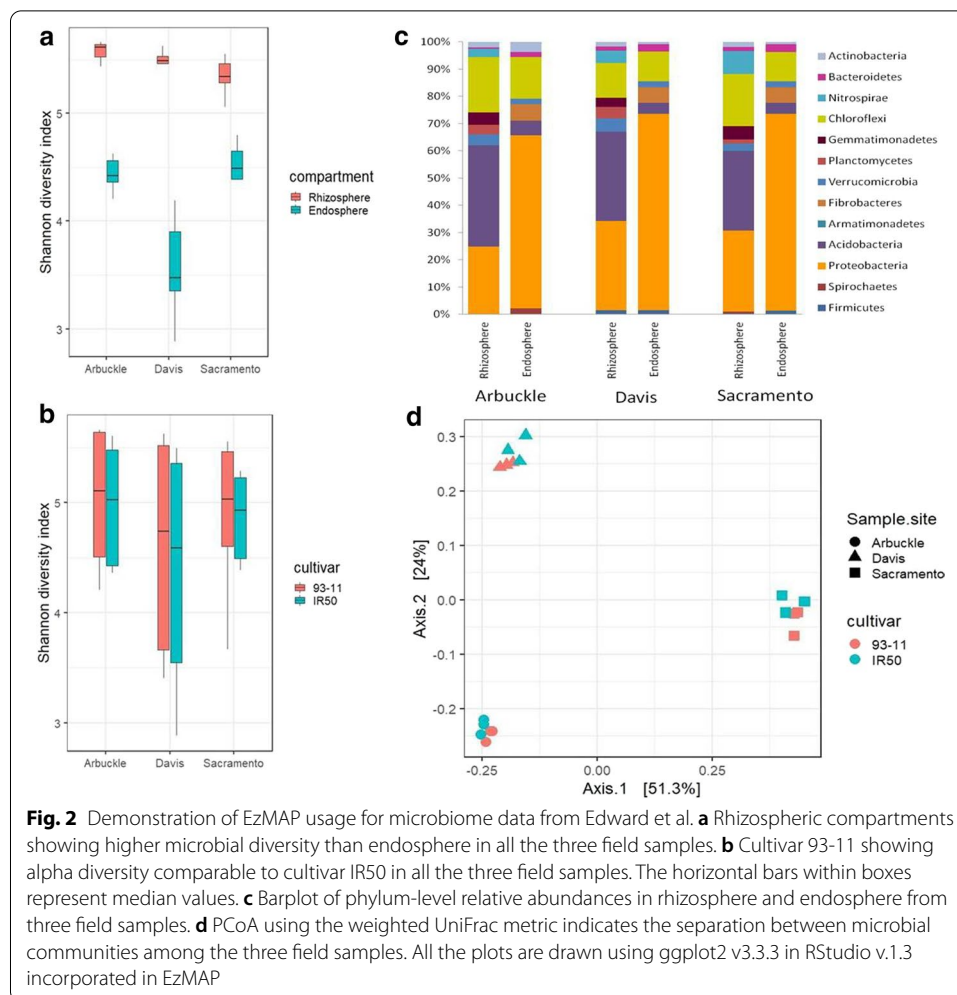 a
Shannon diversity index
5
4
3
Arbuckle Davis Sacramento
compartment
Rhizosphere
Endosphere
b
Shannon diversity index
5
4
3
Arbuckle Davis Sacramento
cultivar
93-11
IR50
c
100%
90%
80%
70%
60%
50%
40%
30%
20%
10%
0%
Rhizosphere Endosphere Rhizosphere Endosphere Rhizosphere Endosphere
Arbuckle Davis Sacramento
Actinobacteria
Bacteroidetes
Nitrospirae
Chloroflexi
Gemmatimonadetes
Planctomycetes
Verrucomicrobia
Fibrobacteres
Armatimonadetes
Acidobacteria
Proteobacteria
Spirochaetes
Firmicutes
d
Axis.2 [24%]
0.3
0.2
0.1
0.0
-0.1
-0.2
-0.25 0.00 0.25
Axis.1 [51.3%]
Sample.site
Arbuckle
Davis
Sacramento
cultivar
93-11
IR50
Fig. 2 Demonstration of EzMAP usage for microbiome data from Edward et al. a Rhizospheric compartments
showing higher microbial diversity than endosphere in all the three field samples. b Cultivar 93-11 showing
alpha diversity comparable to cultivar IR50 in all the three field samples. The horizontal bars within boxes
represent median values. c Barplot of phylum-level relative abundances in rhizosphere and endosphere from
three field samples. d PCoA using the weighted UniFrac metric indicates the separation between microbial
communities among the three field samples. All the plots are drawn using ggplot2 v3.3.3 in RStudio v.1.3
incorporated in EzMAP